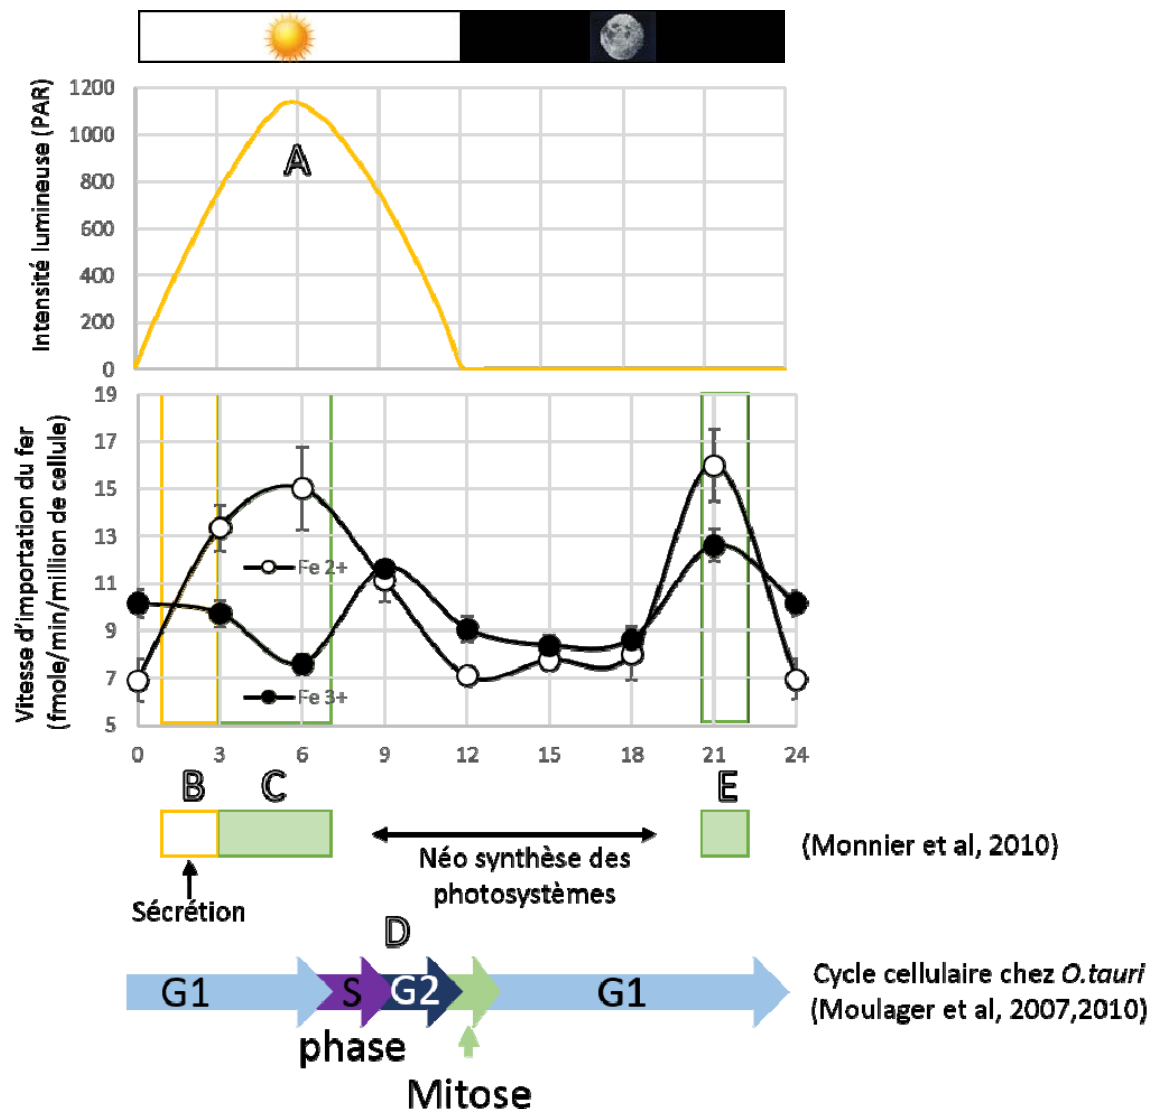 Intensité lumineuse (PAR)
1200
1000
800
600
400
200
0
A
Vitesse d'importation du fer
(fmole/min/million de cellule)
19
17
15
13
11
9
7
5
Fe 2+
Fe 3+
0 3 6 9 12 15 18 21 24
B C E
Néo synthèse des
photosystèmes
(Monnier et al, 2010)
Sécrétion
D
G1 S G2 G1
phase
Mitose
Cycle cellulaire chez O.tauri
(Moulager et al, 2007,2010)